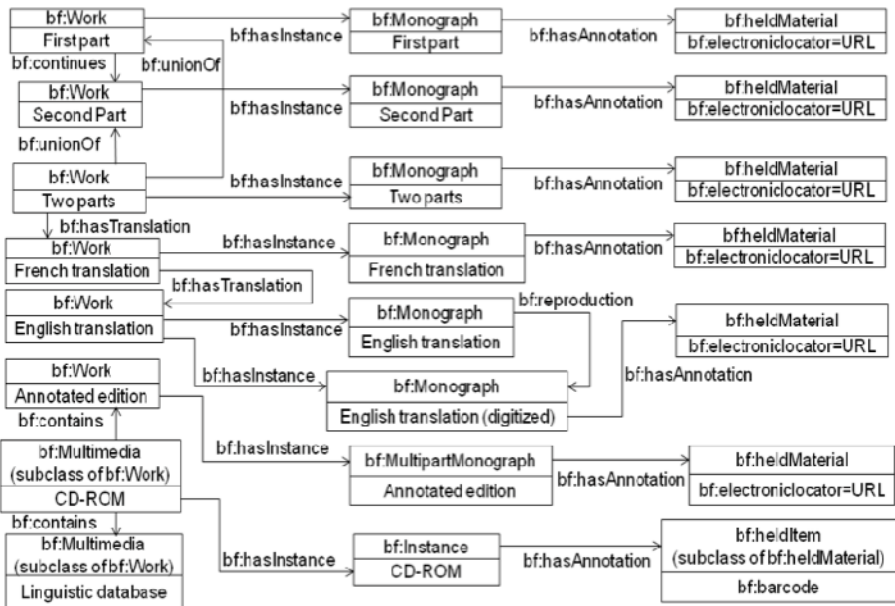 bf:Work
First part
bf:hasInstance
bf:Monograph
First part
bf:hasAnnotation
bf:heldMaterial
bf:electroniclocator=URL
bf:continues
bf:unionOf
bf:Work
Second Part
bf:hasInstance
bf:Monograph
Second Part
bf:hasAnnotation
bf:heldMaterial
bf:electroniclocator=URL
bf:unionOf
bf:Work
Two parts
bf:hasInstance
bf:Monograph
Two parts
bf:hasAnnotation
bf:heldMaterial
bf:electroniclocator=URL
bf:hasTranslation
bf:Work
French translation
bf:hasInstance
bf:Monograph
French translation
bf:hasAnnotation
bf:heldMaterial
bf:electroniclocator=URL
bf:hasTranslation
bf:Work
English translation
bf:hasInstance
bf:Monograph
English translation
bf:reproduction
bf:heldMaterial
bf:electroniclocator=URL
bf:hasInstance
bf:Monograph
English translation (digitized)
bf:hasAnnotation
bf:Work
Annotated edition
bf:contains
bf:hasInstance
bf:MultipartMonograph
Annotated edition
bf:hasAnnotation
bf:heldMaterial
bf:electroniclocator=URL
bf:Multimedia
(subclass of bf:Work)
CD-ROM
bf:contains
bf:hasInstance
bf:Instance
CD-ROM
bf:hasAnnotation
bf:heldItem
(subclass of bf:heldMaterial)
bf:barcode
bf:Multimedia
(subclass of bf:Work)
Linguistic database